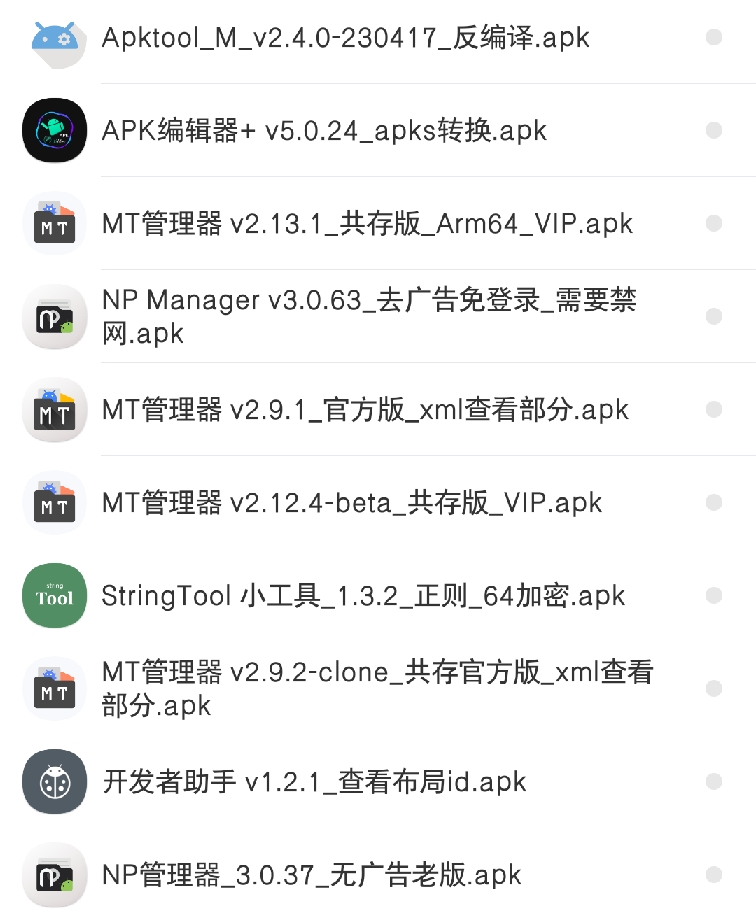 Apktool_M_v2.4.0-230417_反编译.apk
APK编辑器+ v5.0.24_apks转换.apk
MT管理器 v2.13.1_共存版_Arm64_VIP.apk
MT
NP Manager v3.0.63_去广告免登录_需要禁
网.apk
NP
MT管理器 v2.9.1_官方版_xml查看部分.apk
MT
MT管理器 v2.12.4-beta_共存版_VIP.apk
MT
StringTool 小工具_1.3.2_正则_64加密.apk
string
Tool
MT管理器 v2.9.2-clone_共存官方版_xml查看
部分.apk
MT
开发者助手 v1.2.1_查看布局id.apk
NP管理器_3.0.37_无广告老版.apk
NP